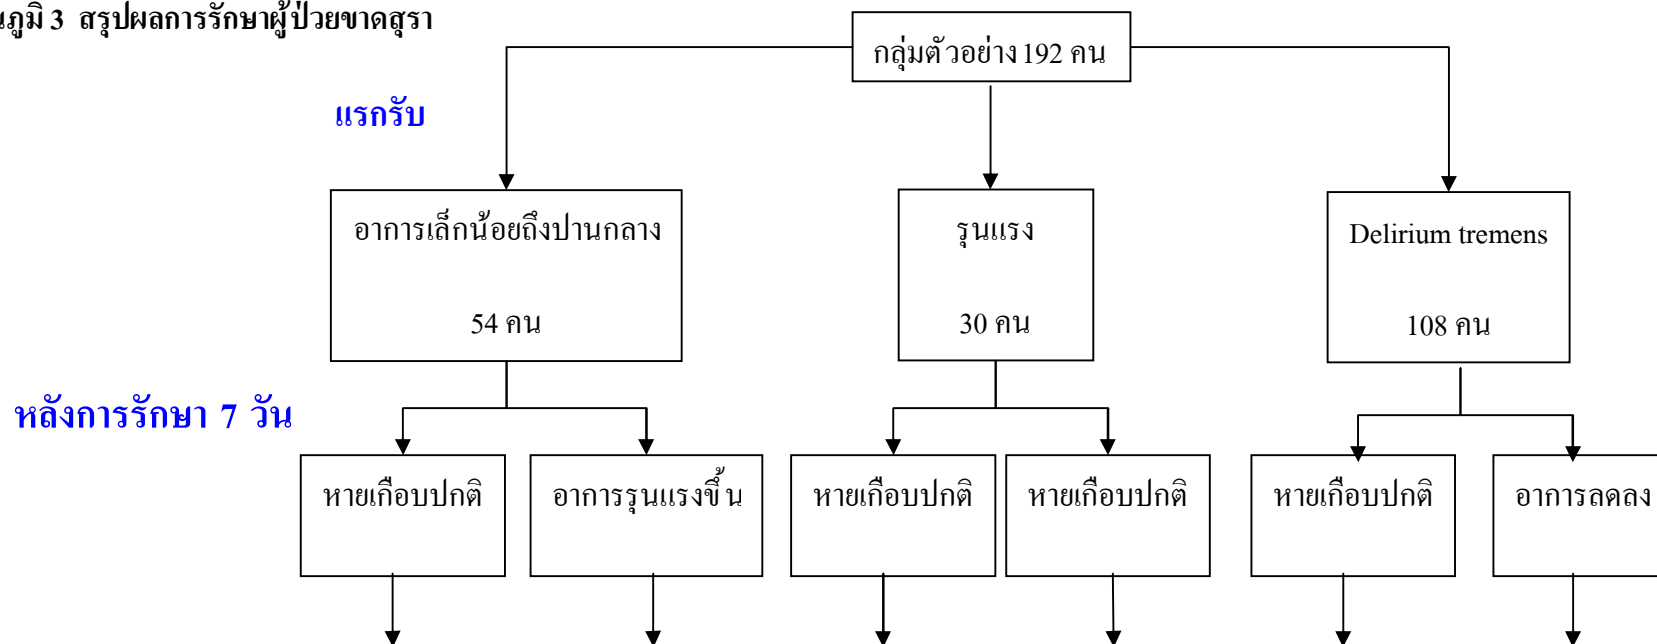 ภูมิ 3 สรุปผลการรักษาผู้ป่วยขาดสุรา
กลุ่มตัวอย่าง 192 คน
แรกรับ
อาการเล็กน้อยถึงปานกลาง
54 คน
รุนแรง
30 คน
Delirium tremens
108 คน
หลังการรักษา 7 วัน
หายเกือบปกติ
อาการรุนแรงขึ้น
หายเกือบปกติ
หายเกือบปกติ
หายเกือบปกติ
อาการลดลง